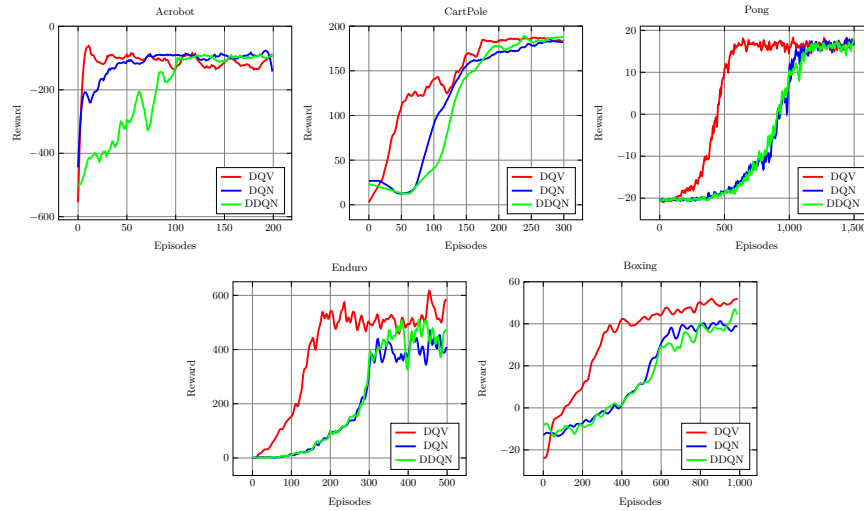 Acrobot
0
−200
−400
−600
Reward
0
50
100
150
200
Episodes
DQV
DQN
DDQN
CartPole
200
150
100
50
0
Reward
0
100
200
300
Episodes
DQV
DQN
DDQN
Pong
20
10
0
−10
−20
Reward
0
500
1,000
1,500
Episodes
DQV
DQN
DDQN
Enduro
600
400
200
0
Reward
0
100
200
300
400
500
Episodes
DQV
DQN
DDQN
Boxing
60
40
20
0
−20
Reward
0
200
400
600
800
1,000
Episodes
DQV
DQN
DDQN